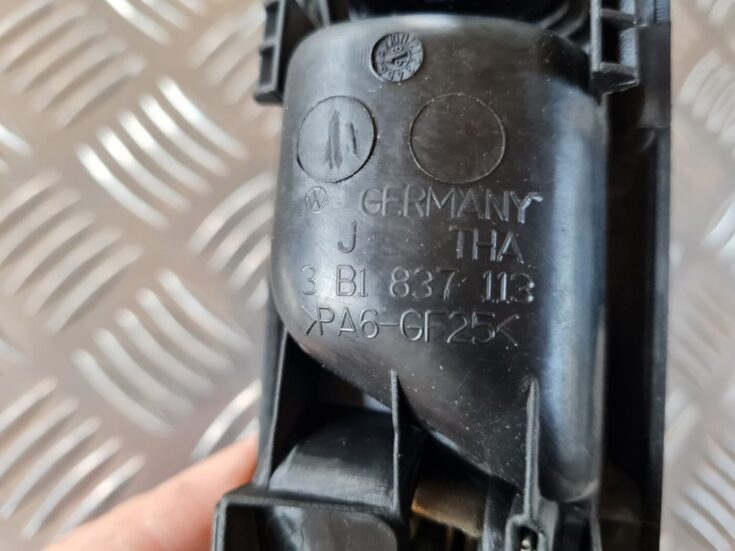 GERMANY
J THA
3 B1 837 113
>PA6-GF25<